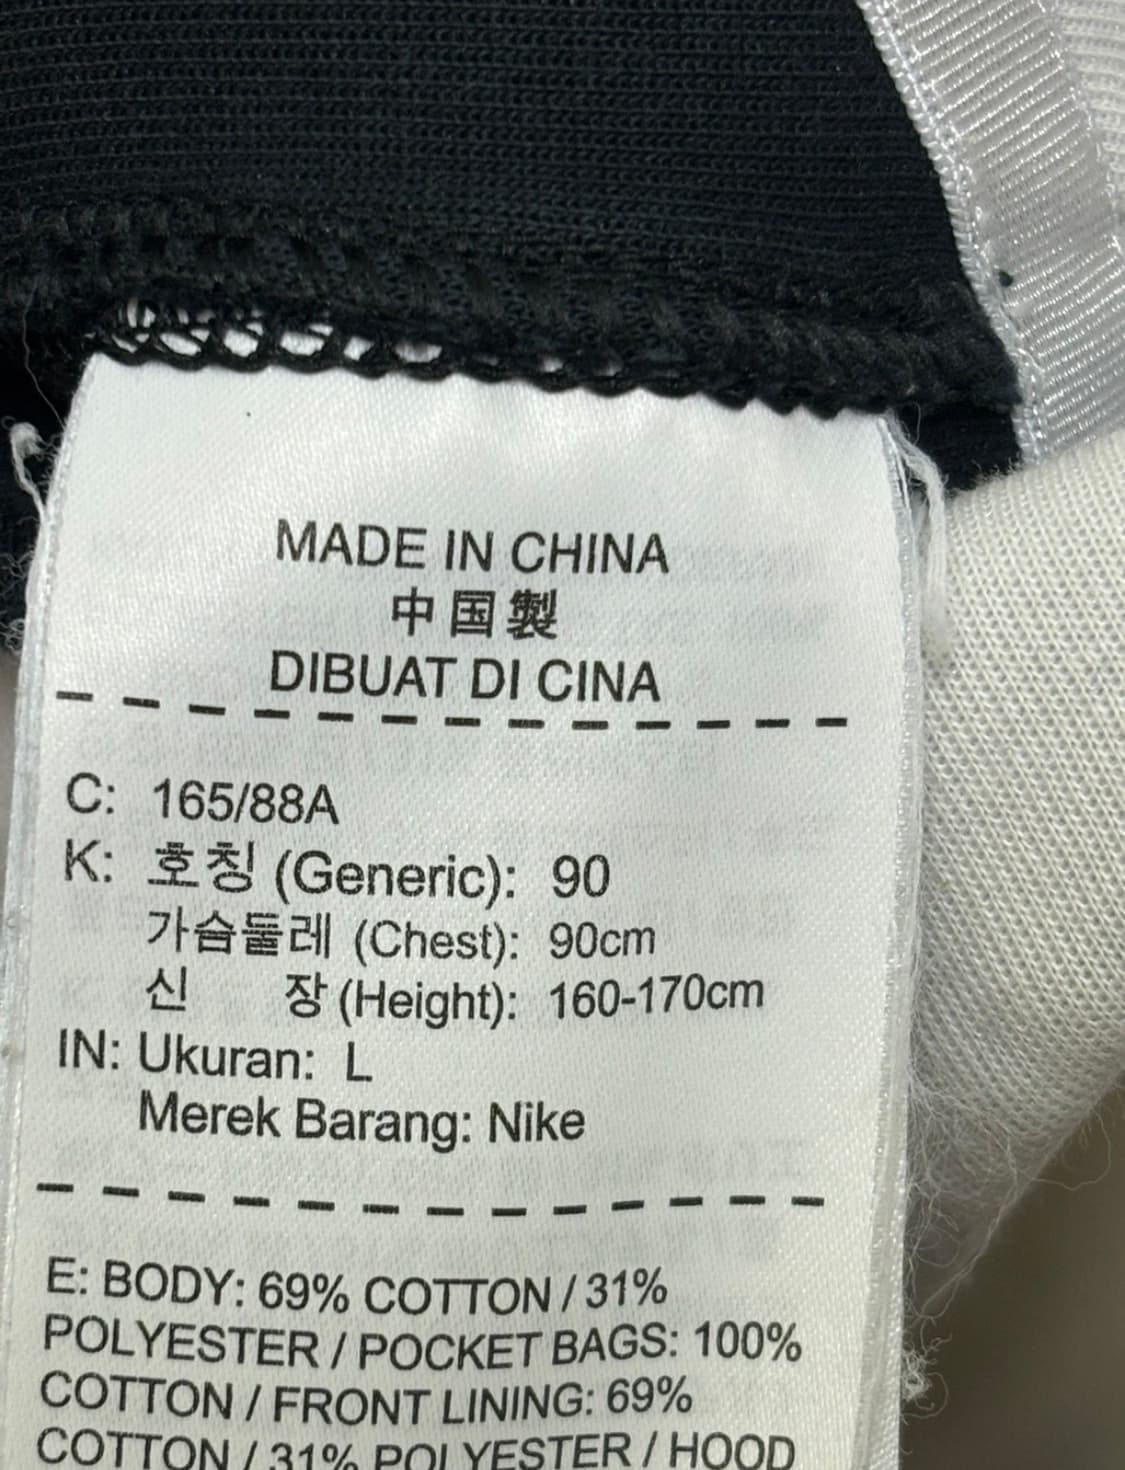 MADE IN CHINA
中国製
DIBUAT DI CINA
C: 165/88A
K: 호칭 (Generic): 90
가슴둘레 (Chest): 90cm
신 장 (Height): 160-170cm
IN: Ukuran: L
Merek Barang: Nike
E: BODY: 69% COTTON / 31%
POLYESTER / POCKET BAGS: 100%
COTTON / FRONT LINING: 69%
COTTON / 31% POLYESTER / HOOD